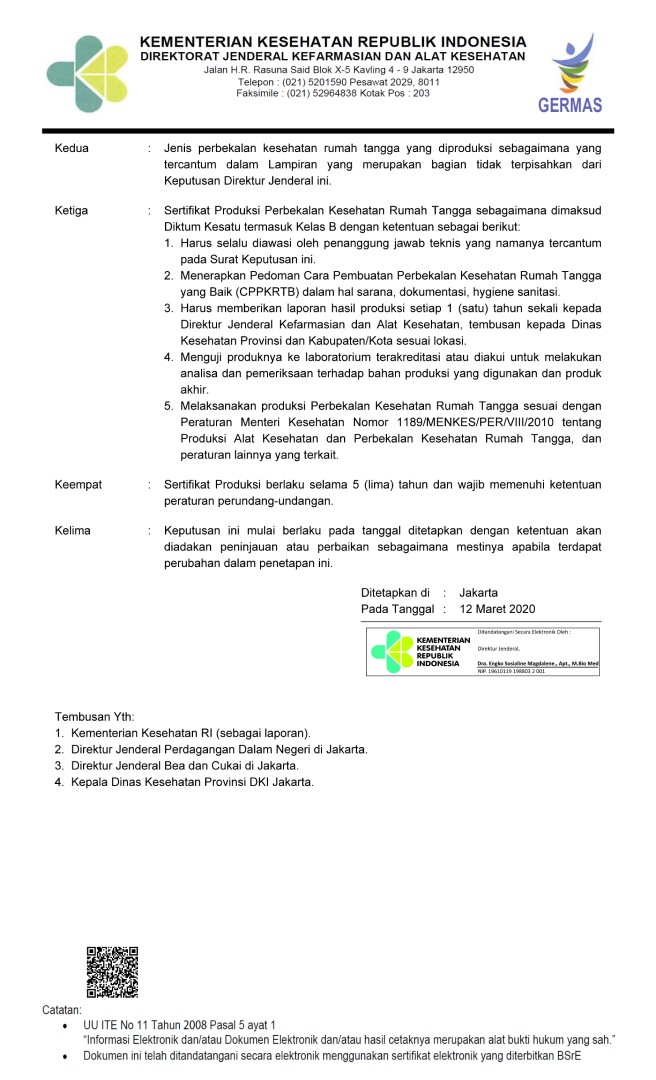 KEMENTERIAN KESEHATAN REPUBLIK INDONESIA
DIREKTORAT JENDERAL KEFARMASIAN DAN ALAT KESEHATAN
Jalan H.R. Rasuna Said Blok X-5 Kavling 4 - 9 Jakarta 12950
Telepon : (021) 5201590 Pesawat 2029, 8011
Faksimile : (021) 52964838 Kotak Pos : 203
GERMAS
Kedua : Jenis perbekalan kesehatan rumah tangga yang diproduksi sebagaimana yang
tercantum dalam Lampiran yang merupakan bagian tidak terpisahkan dari
Keputusan Direktur Jenderal ini.
Ketiga : Sertifikat Produksi Perbekalan Kesehatan Rumah Tangga sebagaimana dimaksud
Diktum Kesatu termasuk Kelas B dengan ketentuan sebagai berikut:
1. Harus selalu diawasi oleh penanggung jawab teknis yang namanya tercantum
pada Surat Keputusan ini.
2. Menerapkan Pedoman Cara Pembuatan Perbekalan Kesehatan Rumah Tangga
yang Baik (CPPKRTB) dalam hal sarana, dokumentasi, hygiene sanitasi.
3. Harus memberikan laporan hasil produksi setiap 1 (satu) tahun sekali kepada
Direktur Jenderal Kefarmasian dan Alat Kesehatan, tembusan kepada Dinas
Kesehatan Provinsi dan Kabupaten/Kota sesuai lokasi.
4. Menguji produknya ke laboratorium terakreditasi atau diakui untuk melakukan
analisa dan pemeriksaan terhadap bahan produksi yang digunakan dan produk
akhir.
5. Melaksanakan produksi Perbekalan Kesehatan Rumah Tangga sesuai dengan
Peraturan Menteri Kesehatan Nomor 1189/MENKES/PER/VIII/2010 tentang
Produksi Alat Kesehatan dan Perbekalan Kesehatan Rumah Tangga, dan
peraturan lainnya yang terkait.
Keempat : Sertifikat Produksi berlaku selama 5 (lima) tahun dan wajib memenuhi ketentuan
peraturan perundang-undangan.
Kelima : Keputusan ini mulai berlaku pada tanggal ditetapkan dengan ketentuan akan
diadakan peninjauan atau perbaikan sebagaimana mestinya apabila terdapat
perubahan dalam penetapan ini.
Ditetapkan di : Jakarta
Pada Tanggal : 12 Maret 2020
KEMENTERIAN
KESEHATAN
REPUBLIK
INDONESIA
Ditandatangani Secara Elektronik Oleh :
Direktur Jenderal,
Dra. Engko Sosialine Magdalene., Apt., M.Bio Med
NIP. 19610119 198803 2 001
Tembusan Yth:
1. Kementerian Kesehatan RI (sebagai laporan).
2. Direktur Jenderal Perdagangan Dalam Negeri di Jakarta.
3. Direktur Jenderal Bea dan Cukai di Jakarta.
4. Kepala Dinas Kesehatan Provinsi DKI Jakarta.
Catatan:
• UU ITE No 11 Tahun 2008 Pasal 5 ayat 1
“Informasi Elektronik dan/atau Dokumen Elektronik dan/atau hasil cetaknya merupakan alat bukti hukum yang sah.”
• Dokumen ini telah ditandatangani secara elektronik menggunakan sertifikat elektronik yang diterbitkan BSrE